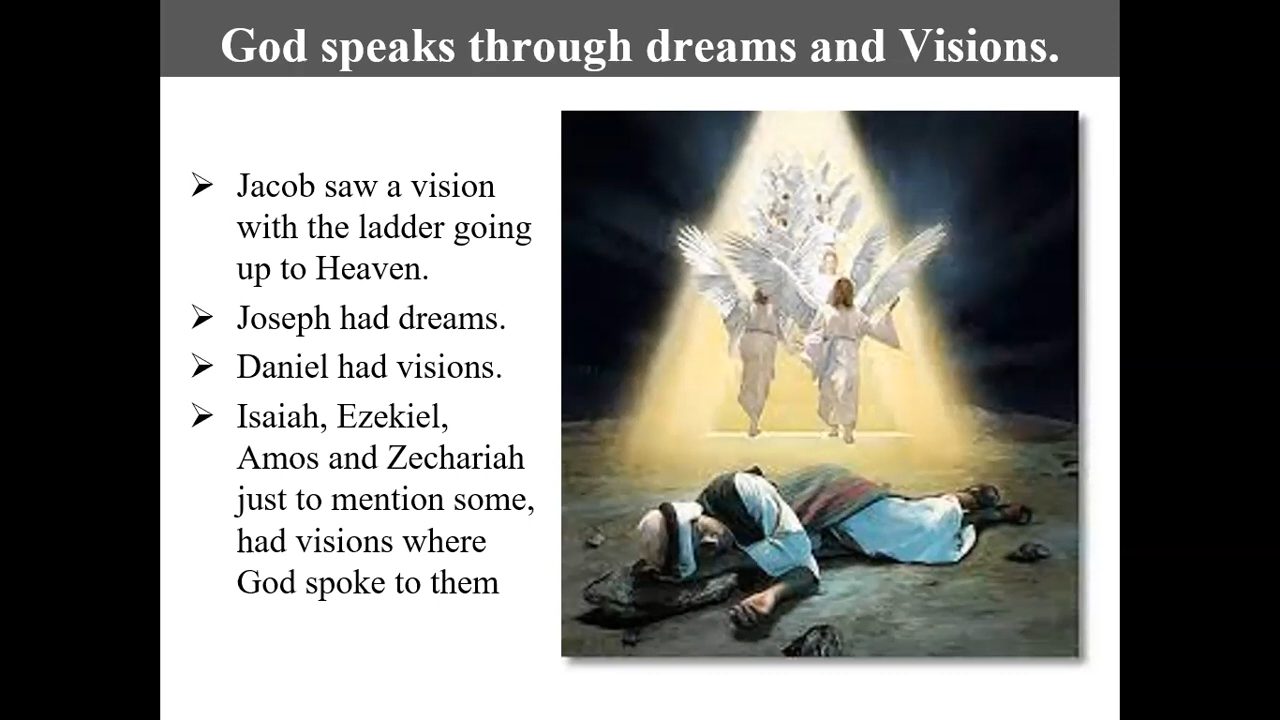 God speaks through dreams and Visions.
➢ Jacob saw a vision
with the ladder going
up to Heaven.
➢ Joseph had dreams.
➢ Daniel had visions.
➢ Isaiah, Ezekiel,
Amos and Zechariah
just to mention some,
had visions where
God spoke to them